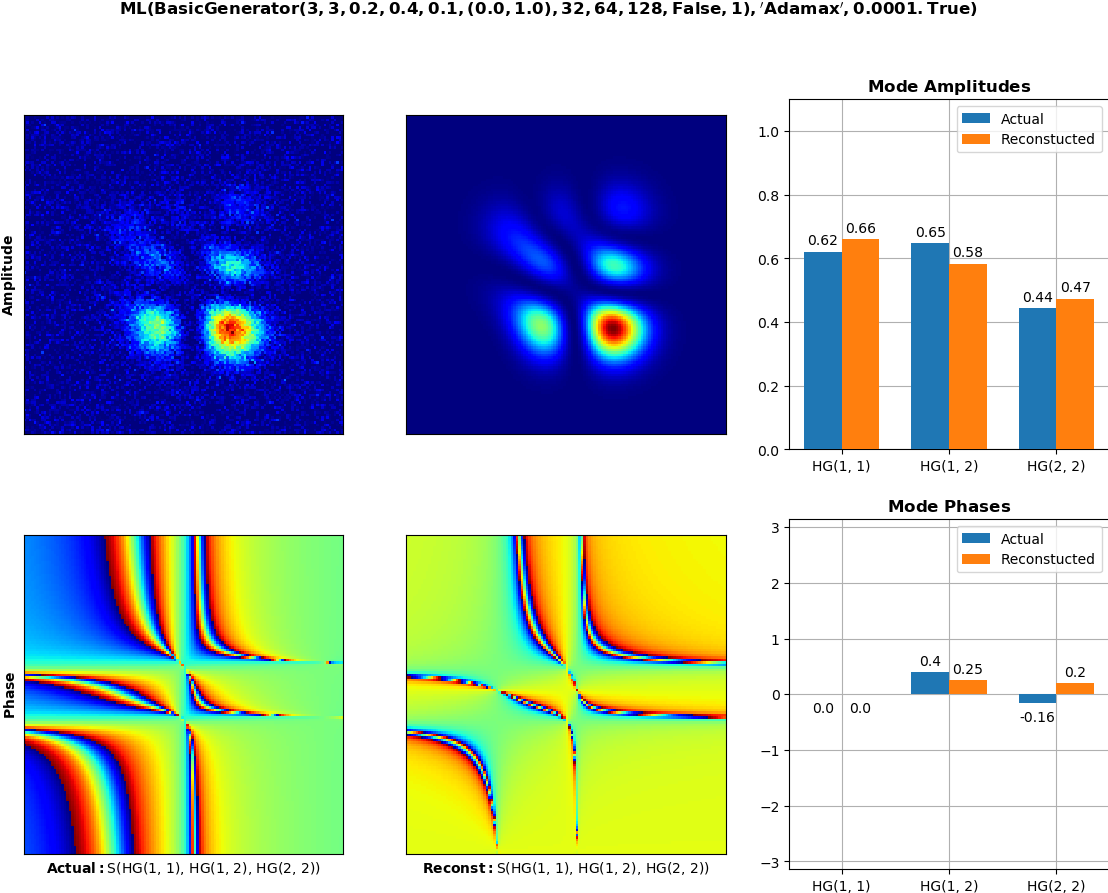 ML(BasicGenerator(3, 3, 0.2, 0.4, 0.1, (0.0, 1.0), 32, 64, 128, False, 1), ′Adamax′, 0.0001. True)
Mode Amplitudes
Amplitude
Actual
Reconstucted
1.0
0.8
0.6
0.4
0.2
0.0
0.62
0.66
0.65
0.58
0.44
0.47
HG(1, 1)
HG(1, 2)
HG(2, 2)
Mode Phases
Phase
Actual
Reconstucted
3
2
1
0
−1
−2
−3
0.0
0.0
0.4
0.25
-0.16
0.2
Actual: S(HG(1, 1), HG(1, 2), HG(2, 2))
Reconst: S(HG(1, 1), HG(1, 2), HG(2, 2))
HG(1, 1)
HG(1, 2)
HG(2, 2)